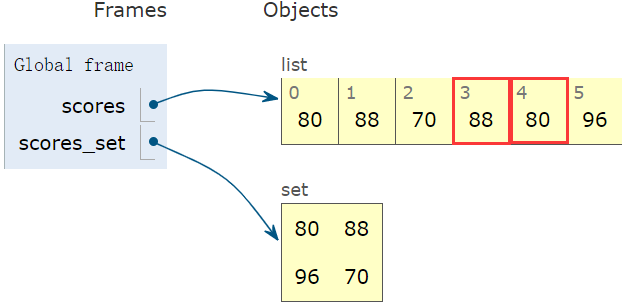 Frames Objects
Global frame
scores
scores_set
list
0 1 2 3 4 5
80 88 70 88 80 96
set
80 88
96 70